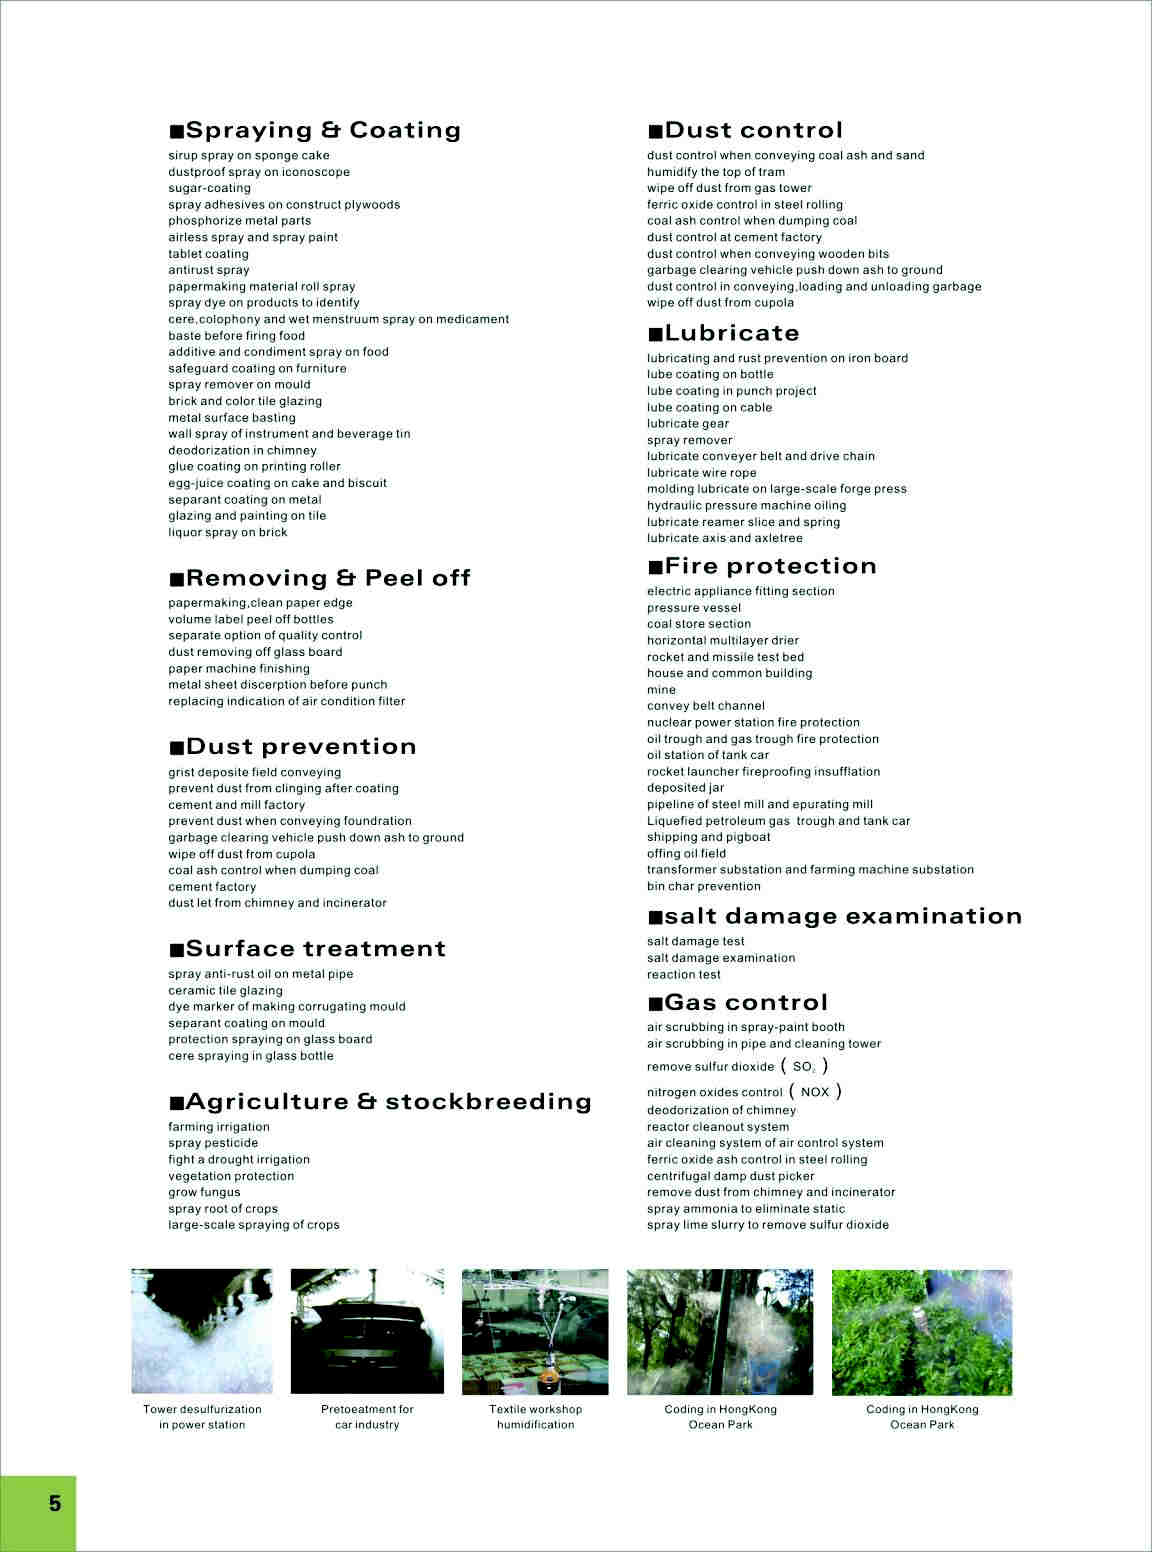 ■Spraying & Coating
sirup spray on sponge cake
dustproof spray on iconoscope
sugar-coating
spray adhesives on construct plywoods
phosphorize metal parts
airless spray and spray paint
tablet coating
antirust spray
papermaking material roll spray
spray dye on products to identify
cere,colophony and wet menstruum spray on medicament
baste before firing food
additive and condiment spray on food
safeguard coating on furniture
spray remover on mould
brick and color tile glazing
metal surface basting
wall spray of instrument and beverage tin
deodorization in chimney
glue coating on printing roller
egg-juice coating on cake and biscuit
separant coating on metal
glazing and painting on tile
liquor spray on brick
■Removing & Peel off
papermaking,clean paper edge
volume label peel off bottles
separate option of quality control
dust removing off glass board
paper machine finishing
metal sheet discerption before punch
replacing indication of air condition filter
■Dust prevention
grist deposite field conveying
prevent dust from clinging after coating
cement and mill factory
prevent dust when conveying foundration
garbage clearing vehicle push down ash to ground
wipe off dust from cupola
coal ash control when dumping coal
cement factory
dust let from chimney and incinerator
■Surface treatment
spray anti-rust oil on metal pipe
ceramic tile glazing
dye marker of making corrugating mould
separant coating on mould
protection spraying on glass board
cere spraying in glass bottle
■Agriculture & stockbreeding
farming irrigation
spray pesticide
fight a drought irrigation
vegetation protection
grow fungus
spray root of crops
large-scale spraying of crops
■Dust control
dust control when conveying coal ash and sand
humidify the top of tram
wipe off dust from gas tower
ferric oxide control in steel rolling
coal ash control when dumping coal
dust control at cement factory
dust control when conveying wooden bits
garbage clearing vehicle push down ash to ground
dust control in conveying,loading and unloading garbage
wipe off dust from cupola
■Lubricate
lubricating and rust prevention on iron board
lube coating on bottle
lube coating in punch project
lube coating on cable
lubricate gear
spray remover
lubricate conveyer belt and drive chain
lubricate wire rope
molding lubricate on large-scale forge press
hydraulic pressure machine oiling
lubricate reamer slice and spring
lubricate axis and axletree
■Fire protection
electric appliance fitting section
pressure vessel
coal store section
horizontal multilayer drier
rocket and missile test bed
house and common building
mine
convey belt channel
nuclear power station fire protection
oil trough and gas trough fire protection
oil station of tank car
rocket launcher fireproofing insufflation
deposited jar
pipeline of steel mill and epurating mill
Liquefied petroleum gas trough and tank car
shipping and pigboat
offing oil field
transformer substation and farming machine substation
bin char prevention
■salt damage examination
salt damage test
salt damage examination
reaction test
■Gas control
air scrubbing in spray-paint booth
air scrubbing in pipe and cleaning tower
remove sulfur dioxide ( SO₂ )
nitrogen oxides control ( NOX )
deodorization of chimney
reactor cleanout system
air cleaning system of air control system
ferric oxide ash control in steel rolling
centrifugal damp dust picker
remove dust from chimney and incinerator
spray ammonia to eliminate static
spray lime slurry to remove sulfur dioxide
Tower desulfurization
in power station
Pretoeatment for
car industry
Textile workshop
humidification
Coding in HongKong
Ocean Park
Coding in HongKong
Ocean Park
5